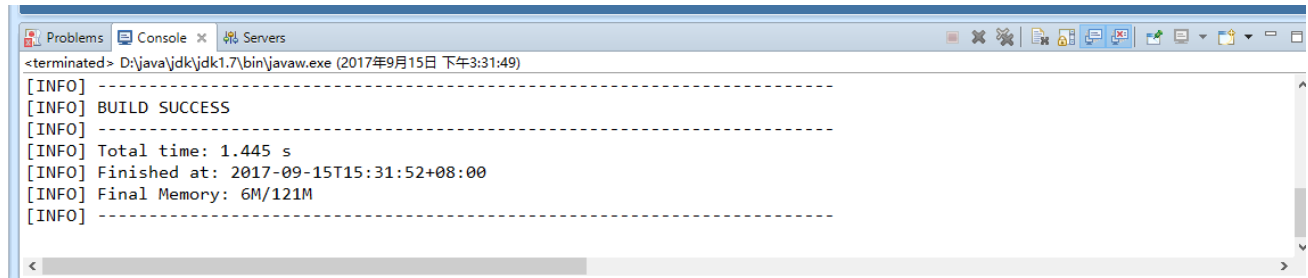 Problems Console Servers
<terminated> D:\java\jdk\jdk1.7\bin\javaw.exe (2017年9月15日 下午3:31:49)
[INFO] ------------------------------------------------------------------------
[INFO] BUILD SUCCESS
[INFO] ------------------------------------------------------------------------
[INFO] Total time: 1.445 s
[INFO] Finished at: 2017-09-15T15:31:52+08:00
[INFO] Final Memory: 6M/121M
[INFO] ------------------------------------------------------------------------